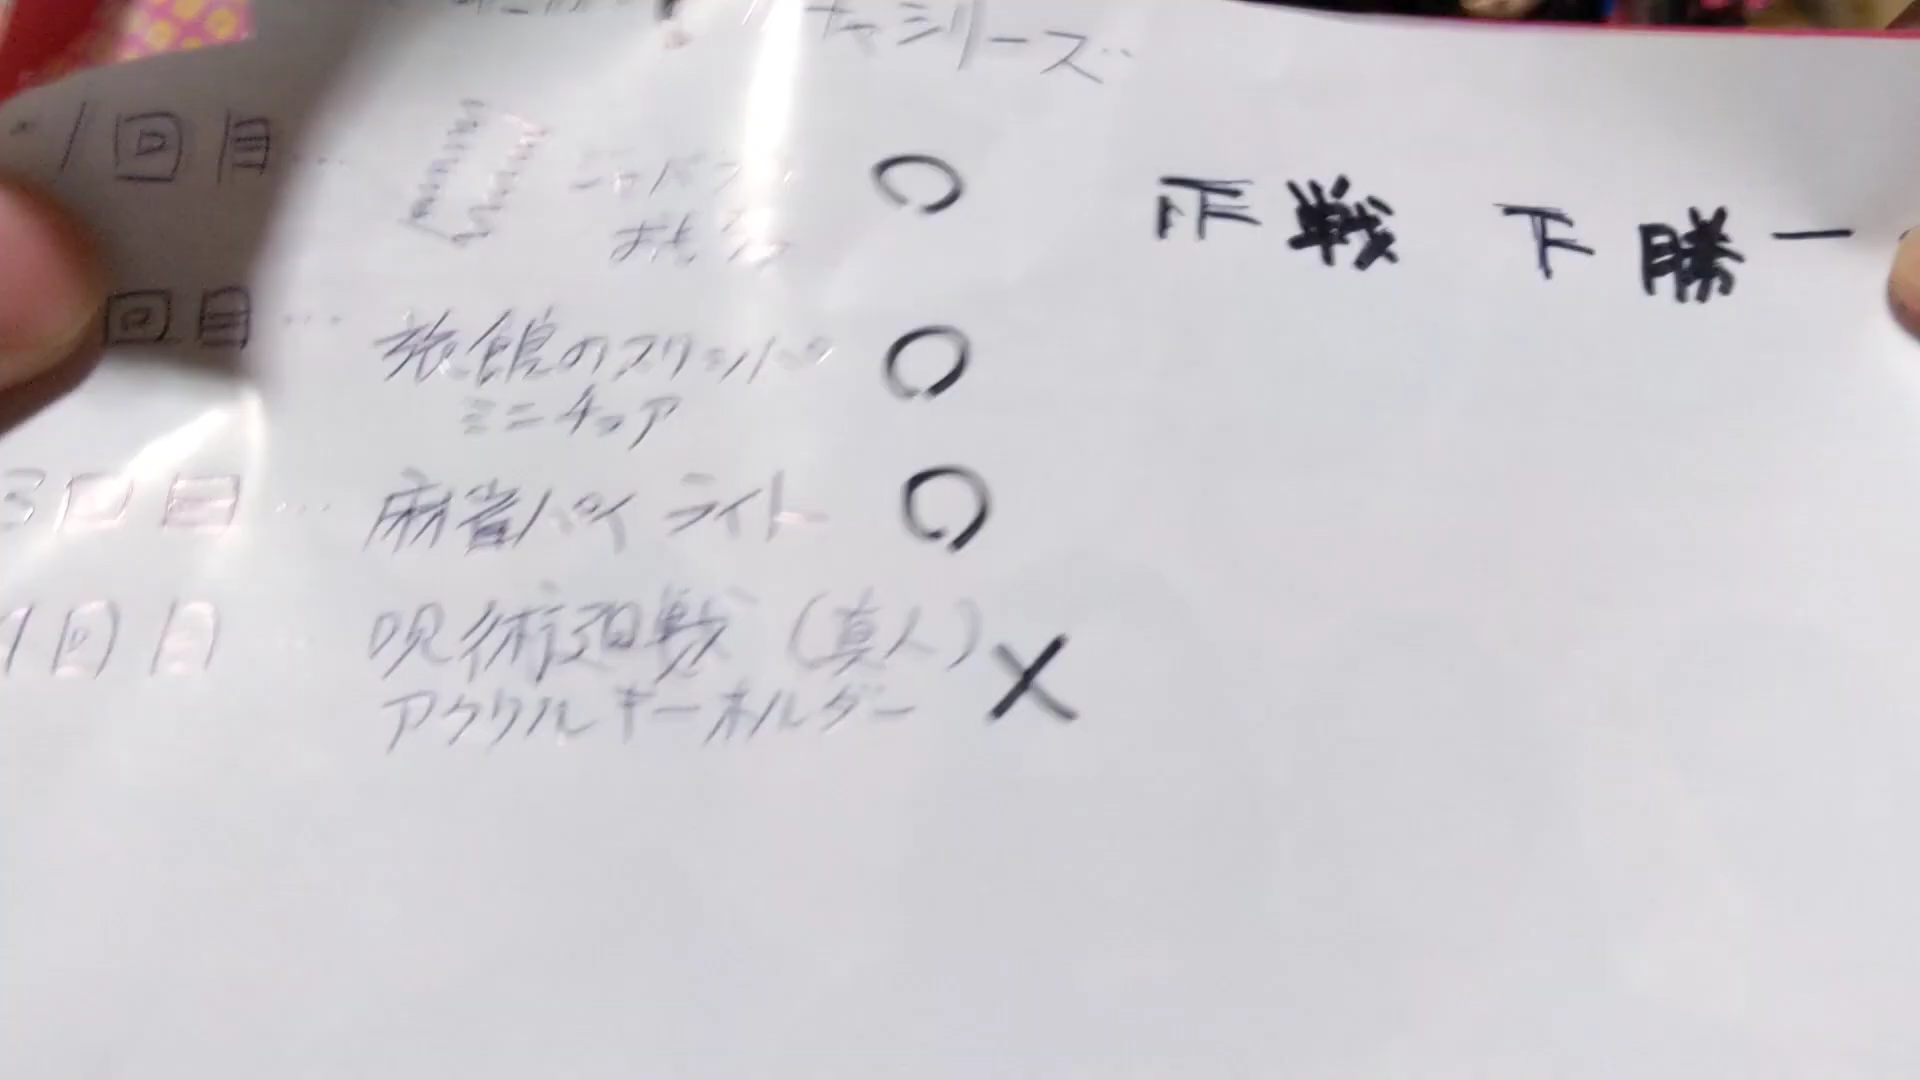 シリーズ
1回目…
おもちゃ
〇
正戦 下勝一
回目… 旅館のスリッパ
ミニチュア
〇
3回目… 麻雀パイ ライト 〇
回目… 呪術廻戦 (真人)
アクリルキーホルダー ×